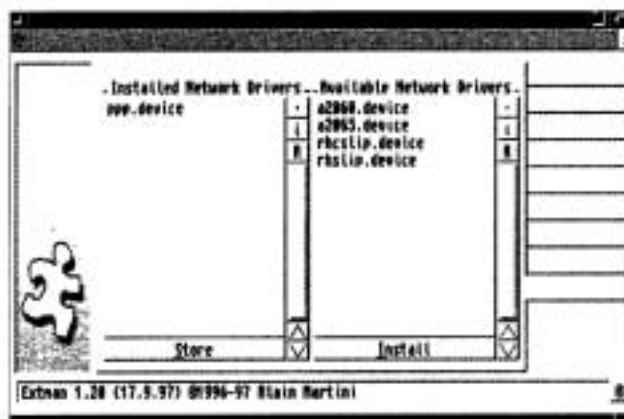 Installed Network Drivers
Available Network Drivers
ppp.device
a2060.device
a2065.device
rhcslip.device
rhslip.device
Store
Install
Extman 1.20 (17.9.97) ©1996-97 Alain Martini